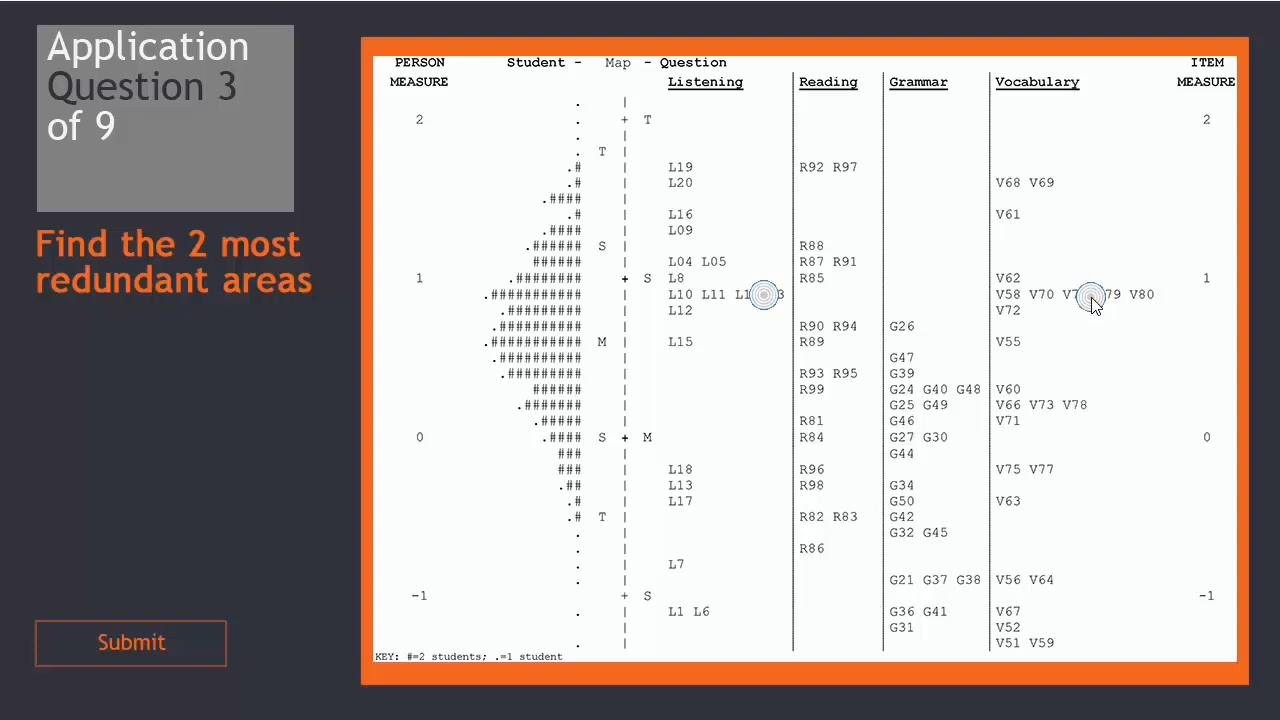 Application
Question 3
of 9
Find the 2 most
redundant areas
Submit
PERSON Student - Map - Question ITEM
MEASURE Listening Reading Grammar Vocabulary MEASURE
. |
2 . + T 2
. |
. T |
.# | L19 R92 R97
.# | L20 V68 V69
.#### |
.# | L16 V61
.#### | L09
.###### S | R88
###### | L04 L05 R87 R91
1 .######## + S L8 R85 V62 1
.########### | L10 L11 V58 V70 V80
.######### | L12 V72
.########## | R90 R94 G26
.########### M | L15 R89 V55
.########## | G47
.######### | R93 R95 G39
###### | R99 G24 G40 G48 V60
.####### | G25 G49 V66 V73 V78
.##### | R81 G46 V71
0 .#### S + M R84 G27 G30 0
### | G44
### | L18 R96 V75 V77
.## | L13 R98 G34
.# | L17 G50 V63
.# T | R82 R83 G42
. | G32 G45
. | R86
. | L7
. | G21 G37 G38 V56 V64
-1 + S -1
. | L1 L6 G36 G41 V67
| G31 V52
. | V51 V59
KEY: #=2 students; .=1 student